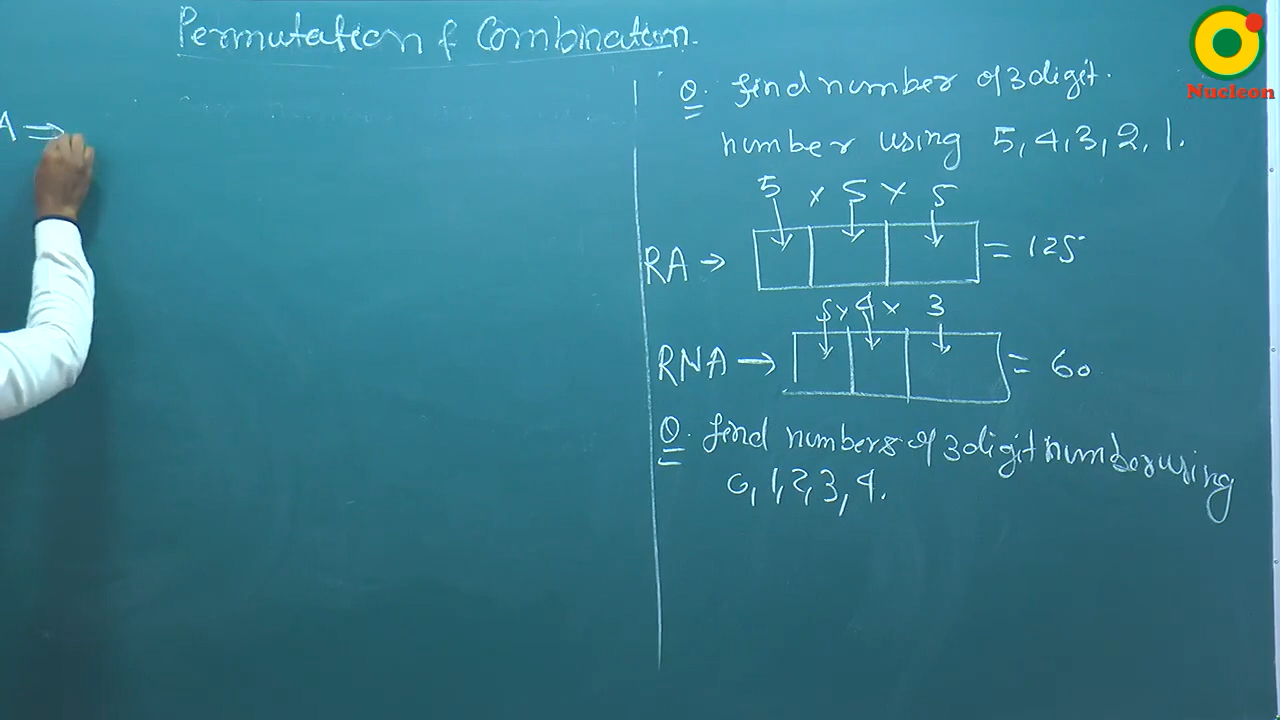 Permutation & Combination.
A ⇒
Q. find number of 3 digit.
number using 5, 4, 3, 2, 1.
5 × 5 × 5
RA → = 125
5 × 4 × 3
RNA → = 60
Q. find numbers of 3 digit number using
0, 1, 2, 3, 4.
Nucleon